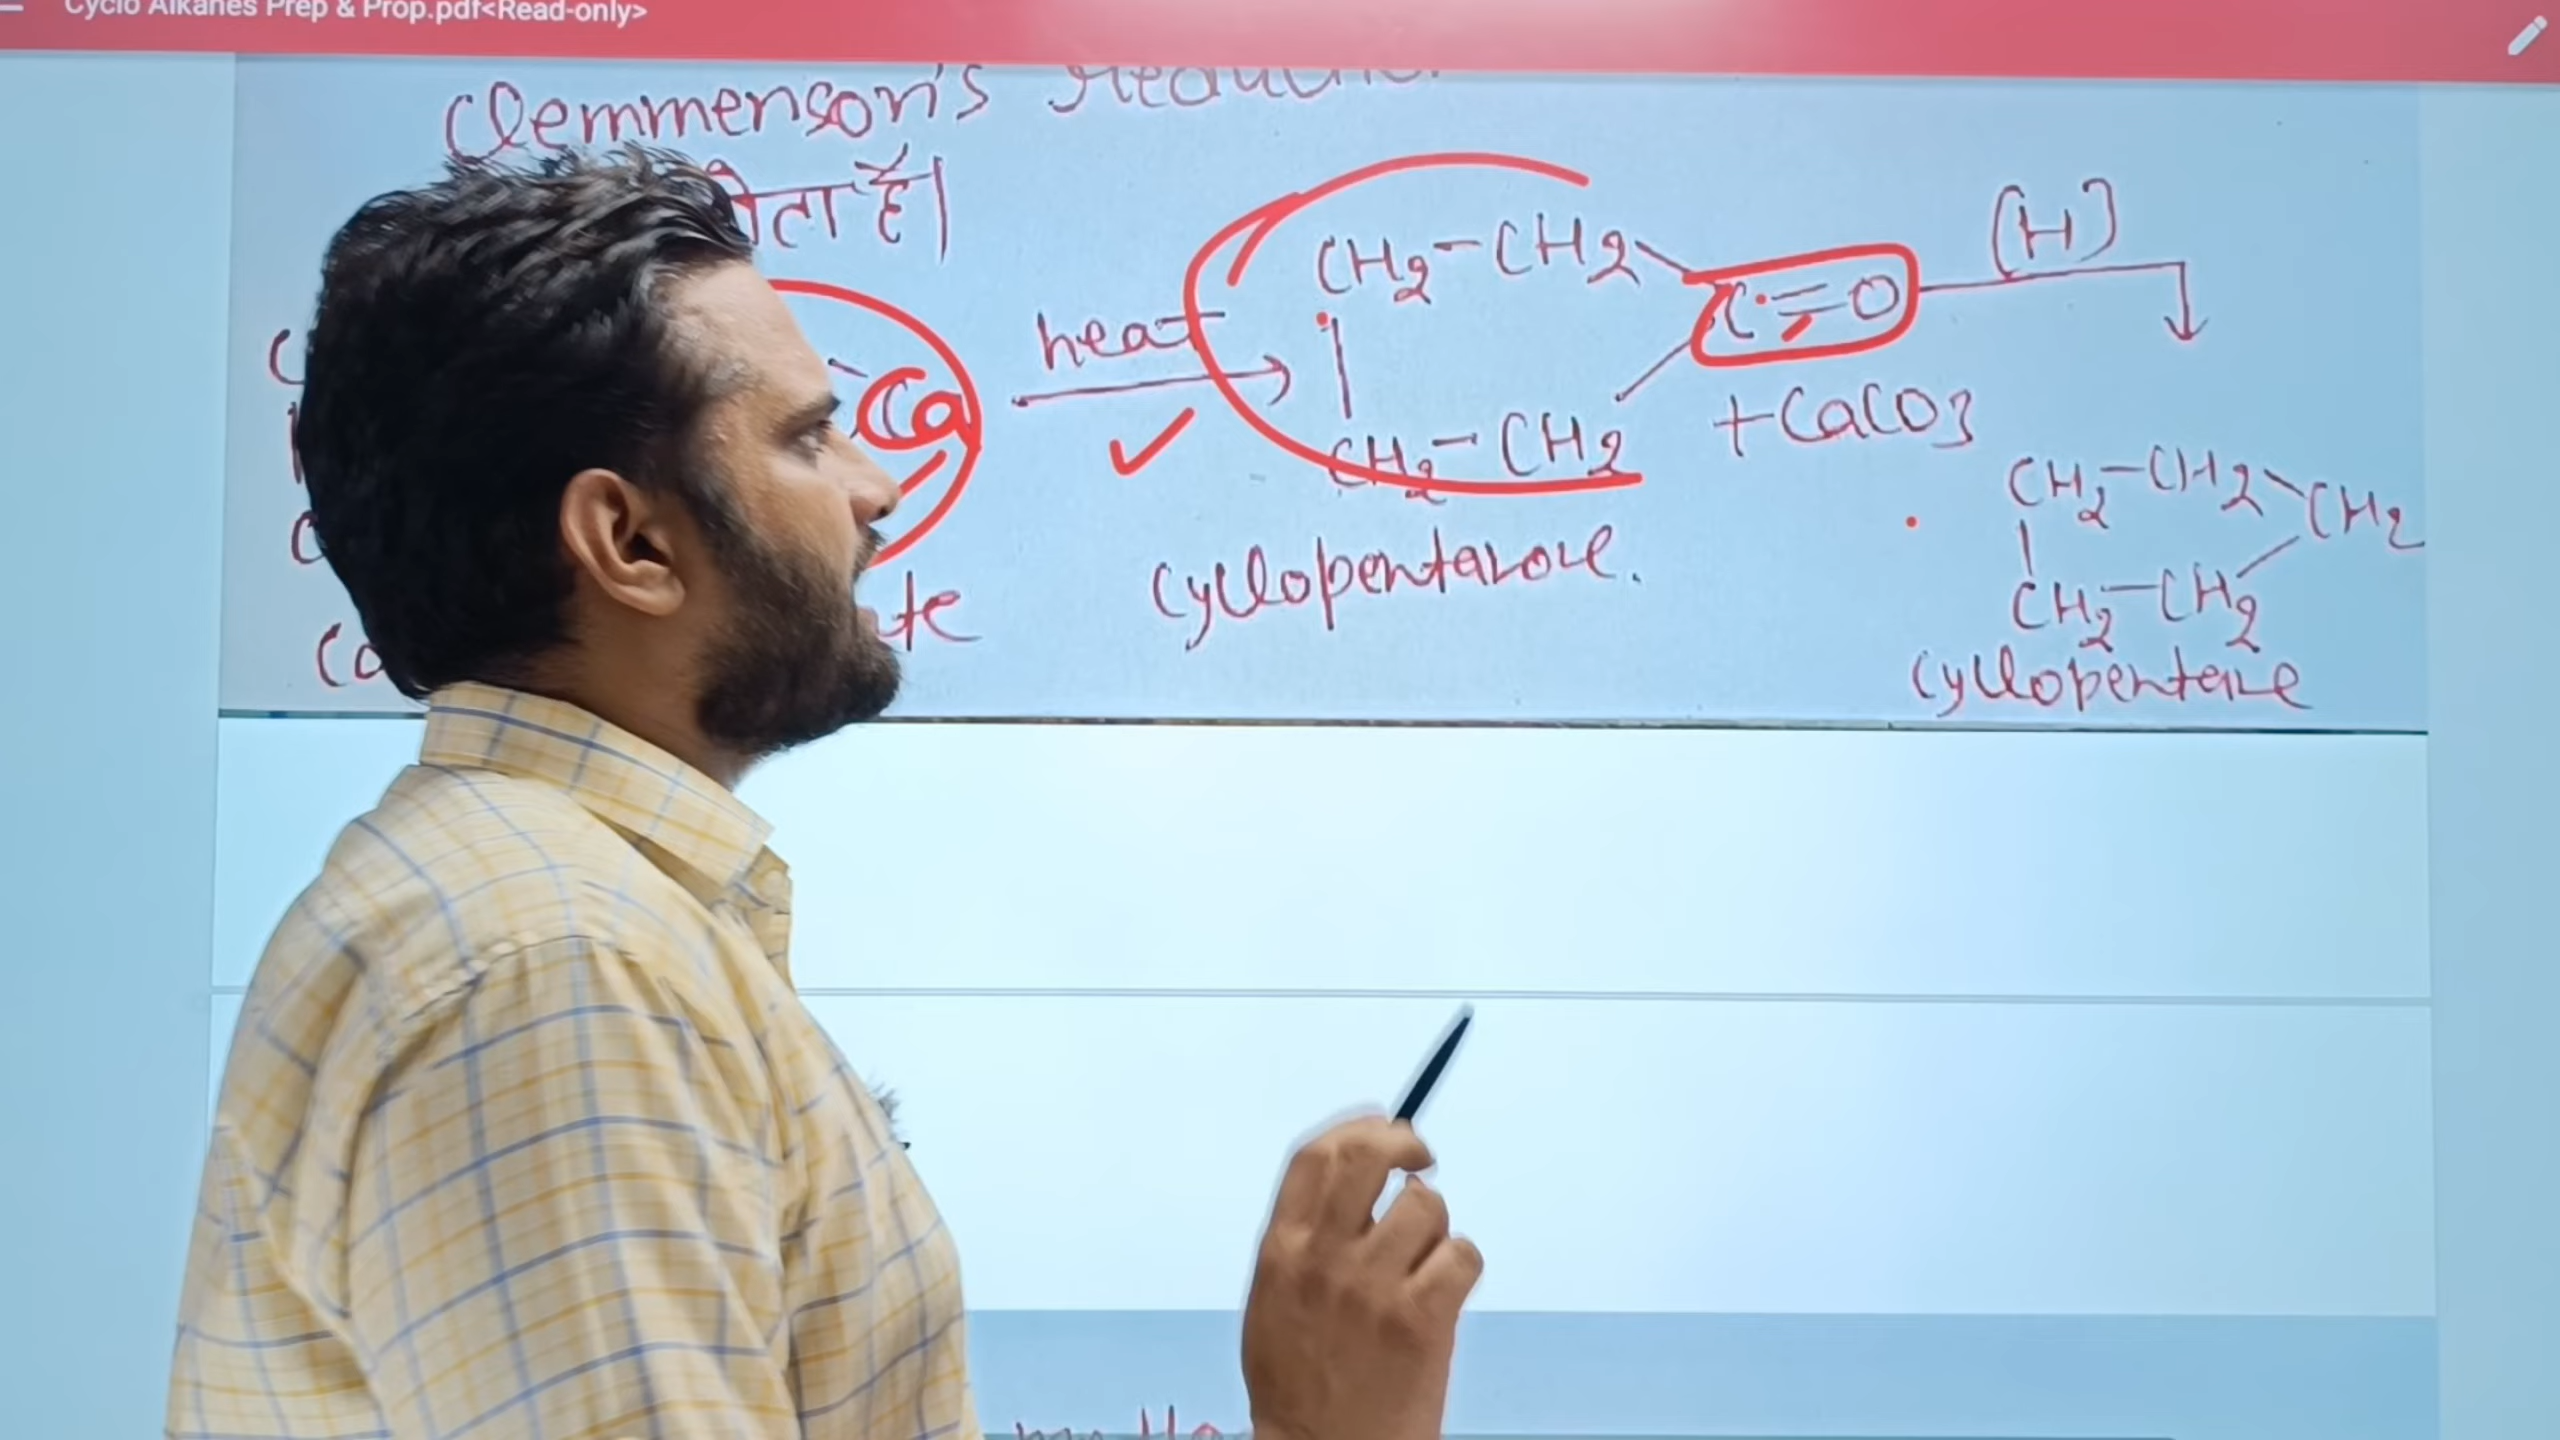 Cyclo Alkanes Prep & Prop.pdf<Read-only>
Clemmenson's
है।
CH2-CH2
C=O
[H]
heat
Ca
+CaCO3
CH2-CH2
CH2-CH2
CH2
CH2-CH2
cyclopentanone.
cyclopentane